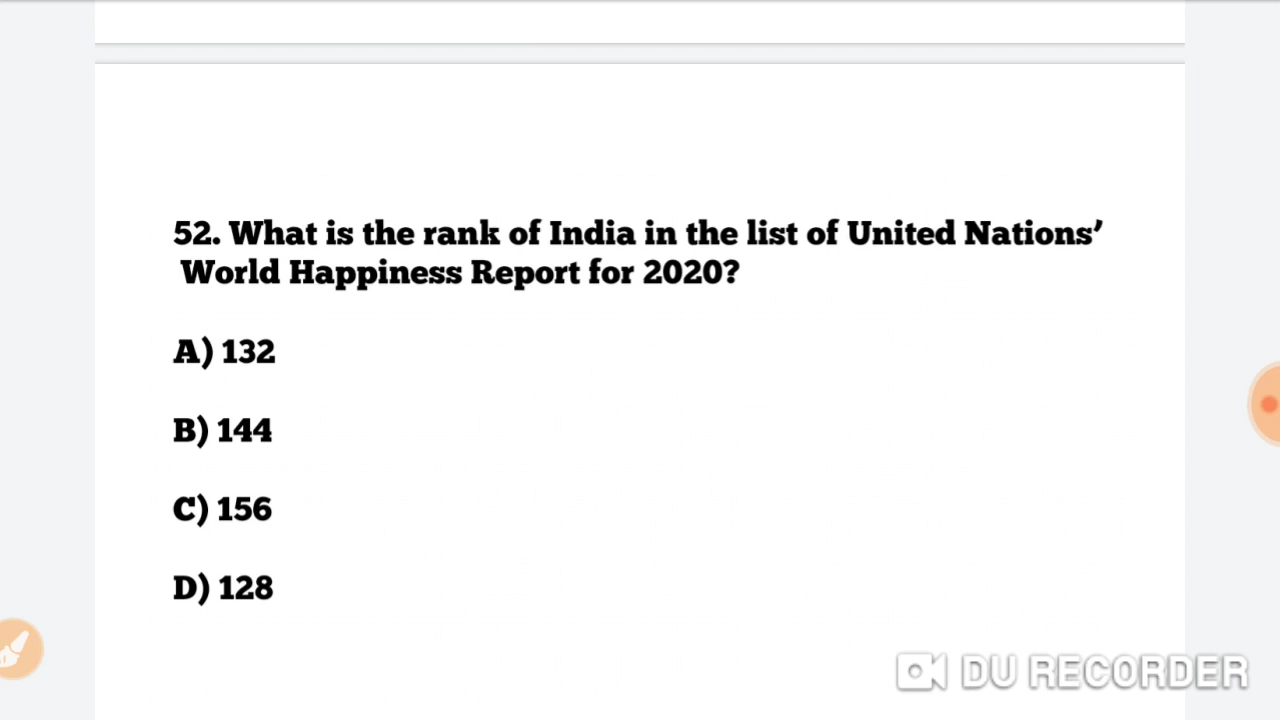 52. What is the rank of India in the list of United Nations’
World Happiness Report for 2020?
A) 132
B) 144
C) 156
D) 128
DU RECORDER